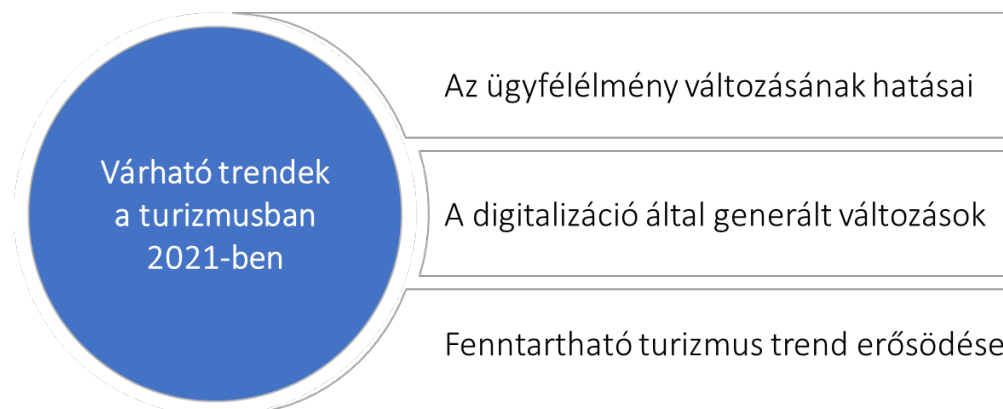 Várható trendek
a turizmusban
2021-ben
Az ügyfélélmény változásának hatásai
A digitalizáció által generált változások
Fenntartható turizmus trend erősödése